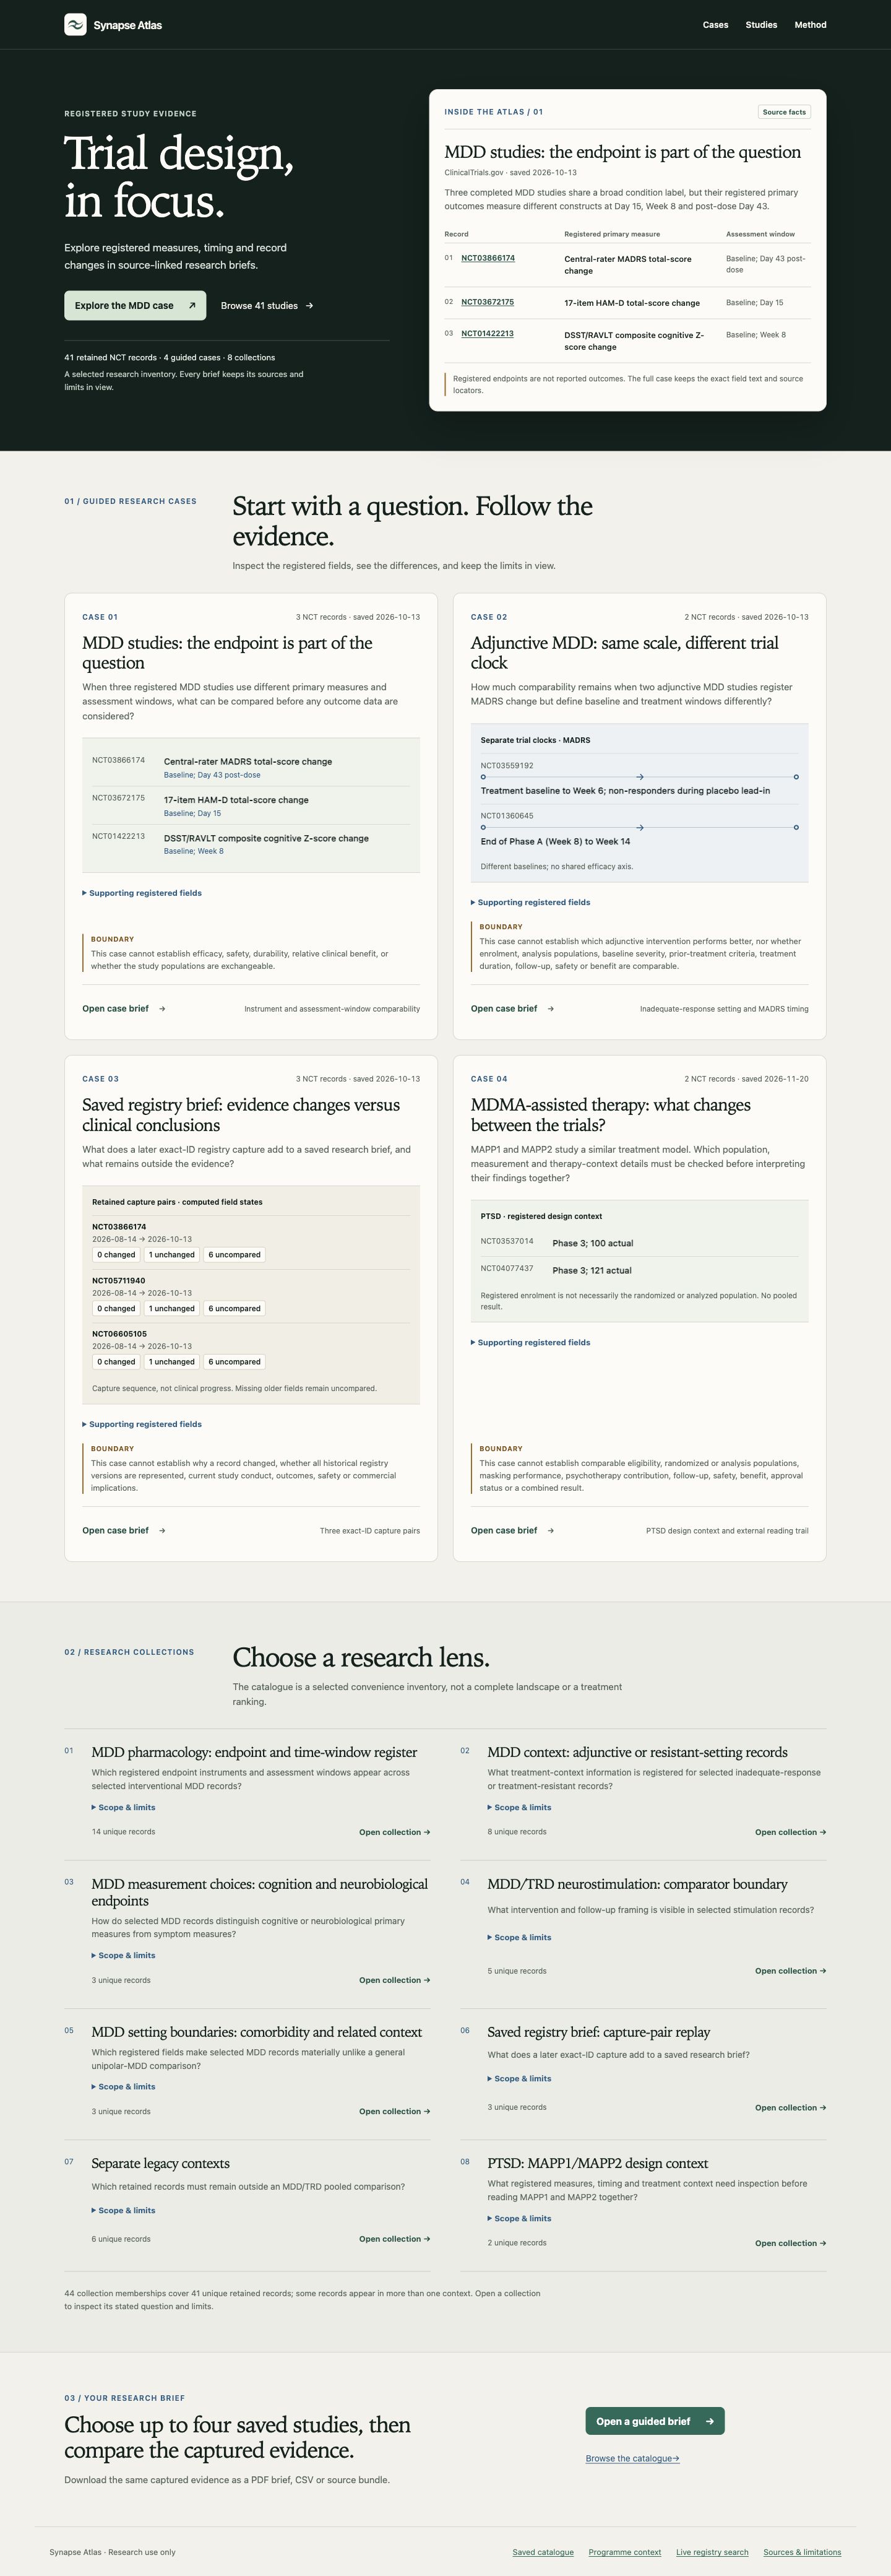 Synapse Atlas
Cases Studies Method
REGISTERED STUDY EVIDENCE
Trial design,
in focus.
Explore registered measures, timing and record
changes in source-linked research briefs.
Explore the MDD case ↗ Browse 41 studies →
41 retained NCT records · 4 guided cases · 8 collections
A selected research inventory. Every brief keeps its sources and
limits in view.
INSIDE THE ATLAS / 01 Source facts
MDD studies: the endpoint is part of the question
ClinicalTrials.gov · saved 2026-10-13
Three completed MDD studies share a broad condition label, but their registered primary
outcomes measure different constructs at Day 15, Week 8 and post-dose Day 43.
Record Registered primary measure Assessment window
01 NCT03866174 Central-rater MADRS total-score Baseline; Day 43 post-
change dose
02 NCT03672175 17-item HAM-D total-score change Baseline; Day 15
03 NCT01422213 DSST/RAVLT composite cognitive Z- Baseline; Week 8
score change
Registered endpoints are not reported outcomes. The full case keeps the exact field text and source
locators.
01 / GUIDED RESEARCH CASES
Start with a question. Follow the
evidence.
Inspect the registered fields, see the differences, and keep the limits in view.
CASE 01 3 NCT records · saved 2026-10-13
MDD studies: the endpoint is part of the
question
When three registered MDD studies use different primary measures and
assessment windows, what can be compared before any outcome data are
considered?
NCT03866174 Central-rater MADRS total-score change
Baseline; Day 43 post-dose
NCT03672175 17-item HAM-D total-score change
Baseline; Day 15
NCT01422213 DSST/RAVLT composite cognitive Z-score change
Baseline; Week 8
▶ Supporting registered fields
BOUNDARY
This case cannot establish efficacy, safety, durability, relative clinical benefit, or
whether the study populations are exchangeable.
Open case brief → Instrument and assessment-window comparability
CASE 02 2 NCT records · saved 2026-10-13
Adjunctive MDD: same scale, different trial
clock
How much comparability remains when two adjunctive MDD studies register
MADRS change but define baseline and treatment windows differently?
Separate trial clocks · MADRS
NCT03559192
→
Treatment baseline to Week 6; non-responders during placebo lead-in
NCT01360645
→
End of Phase A (Week 8) to Week 14
Different baselines; no shared efficacy axis.
▶ Supporting registered fields
BOUNDARY
This case cannot establish which adjunctive intervention performs better, nor whether
enrolment, analysis populations, baseline severity, prior-treatment criteria, treatment
duration, follow-up, safety or benefit are comparable.
Open case brief → Inadequate-response setting and MADRS timing
CASE 03 3 NCT records · saved 2026-10-13
Saved registry brief: evidence changes versus
clinical conclusions
What does a later exact-ID registry capture add to a saved research brief, and
what remains outside the evidence?
Retained capture pairs · computed field states
NCT03866174
2026-08-14 → 2026-10-13
0 changed 1 unchanged 6 uncompared
NCT05711940
2026-08-14 → 2026-10-13
0 changed 1 unchanged 6 uncompared
NCT06605105
2026-08-14 → 2026-10-13
0 changed 1 unchanged 6 uncompared
Capture sequence, not clinical progress. Missing older fields remain uncompared.
▶ Supporting registered fields
BOUNDARY
This case cannot establish why a record changed, whether all historical registry
versions are represented, current study conduct, outcomes, safety or commercial
implications.
Open case brief → Three exact-ID capture pairs
CASE 04 2 NCT records · saved 2026-11-20
MDMA-assisted therapy: what changes
between the trials?
MAPP1 and MAPP2 study a similar treatment model. Which population,
measurement and therapy-context details must be checked before interpreting
their findings together?
PTSD · registered design context
NCT03537014 Phase 3; 100 actual
NCT04077437 Phase 3; 121 actual
Registered enrolment is not necessarily the randomized or analyzed population. No pooled
result.
▶ Supporting registered fields
BOUNDARY
This case cannot establish comparable eligibility, randomized or analysis populations,
masking performance, psychotherapy contribution, follow-up, safety, benefit, approval
status or a combined result.
Open case brief → PTSD design context and external reading trail
02 / RESEARCH COLLECTIONS
Choose a research lens.
The catalogue is a selected convenience inventory, not a complete landscape or a treatment
ranking.
01 MDD pharmacology: endpoint and time-window register
Which registered endpoint instruments and assessment windows appear across
selected interventional MDD records?
▶ Scope & limits
14 unique records Open collection →
02 MDD context: adjunctive or resistant-setting records
What treatment-context information is registered for selected inadequate-response
or treatment-resistant records?
▶ Scope & limits
8 unique records Open collection →
03 MDD measurement choices: cognition and neurobiological
endpoints
How do selected MDD records distinguish cognitive or neurobiological primary
measures from symptom measures?
▶ Scope & limits
3 unique records Open collection →
04 MDD/TRD neurostimulation: comparator boundary
What intervention and follow-up framing is visible in selected stimulation records?
▶ Scope & limits
5 unique records Open collection →
05 MDD setting boundaries: comorbidity and related context
Which registered fields make selected MDD records materially unlike a general
unipolar-MDD comparison?
▶ Scope & limits
3 unique records Open collection →
06 Saved registry brief: capture-pair replay
What does a later exact-ID capture add to a saved research brief?
▶ Scope & limits
3 unique records Open collection →
07 Separate legacy contexts
Which retained records must remain outside an MDD/TRD pooled comparison?
▶ Scope & limits
6 unique records Open collection →
08 PTSD: MAPP1/MAPP2 design context
What registered measures, timing and treatment context need inspection before
reading MAPP1 and MAPP2 together?
▶ Scope & limits
2 unique records Open collection →
44 collection memberships cover 41 unique retained records; some records appear in more than one context. Open a collection
to inspect its stated question and limits.
03 / YOUR RESEARCH BRIEF
Choose up to four saved studies, then
compare the captured evidence.
Download the same captured evidence as a PDF brief, CSV or source bundle.
Open a guided brief →
Browse the catalogue→
Synapse Atlas · Research use only
Saved catalogue Programme context Live registry search Sources & limitations